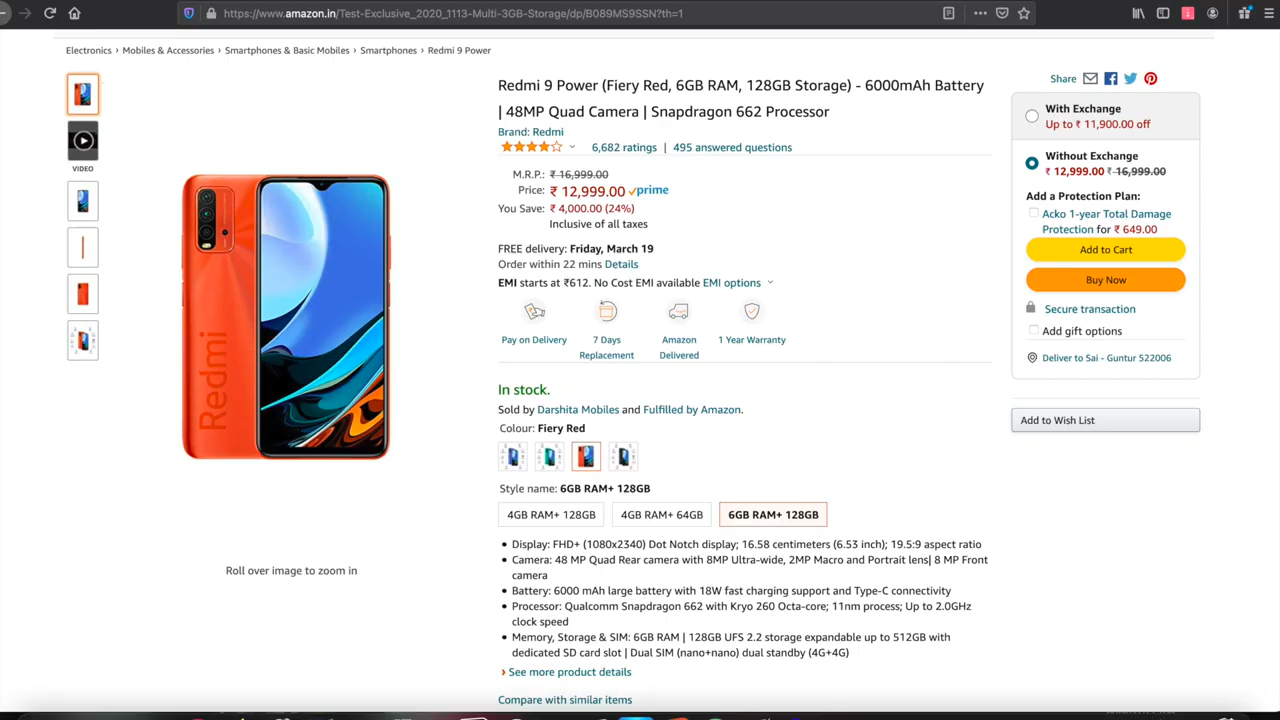 https://www.amazon.in/Test-Exclusive_2020_1113-Multi-3GB-Storage/dp/B089MS9SSN?th=1
Electronics › Mobiles & Accessories › Smartphones & Basic Mobiles › Smartphones › Redmi 9 Power
VIDEO
Redmi
Roll over image to zoom in
Redmi 9 Power (Fiery Red, 6GB RAM, 128GB Storage) - 6000mAh Battery
| 48MP Quad Camera | Snapdragon 662 Processor
Brand: Redmi
6,682 ratings | 495 answered questions
M.R.P.: ₹ 16,999.00
Price: ₹ 12,999.00 prime
You Save: ₹ 4,000.00 (24%)
Inclusive of all taxes
FREE delivery: Friday, March 19
Order within 22 mins Details
EMI starts at ₹612. No Cost EMI available EMI options
Pay on Delivery
7 Days
Replacement
Amazon
Delivered
1 Year Warranty
In stock.
Sold by Darshita Mobiles and Fulfilled by Amazon.
Colour: Fiery Red
Style name: 6GB RAM+ 128GB
4GB RAM+ 128GB
4GB RAM+ 64GB
6GB RAM+ 128GB
• Display: FHD+ (1080x2340) Dot Notch display; 16.58 centimeters (6.53 inch); 19.5:9 aspect ratio
• Camera: 48 MP Quad Rear camera with 8MP Ultra-wide, 2MP Macro and Portrait lens| 8 MP Front
camera
• Battery: 6000 mAh large battery with 18W fast charging support and Type-C connectivity
• Processor: Qualcomm Snapdragon 662 with Kryo 260 Octa-core; 11nm process; Up to 2.0GHz
clock speed
• Memory, Storage & SIM: 6GB RAM | 128GB UFS 2.2 storage expandable up to 512GB with
dedicated SD card slot | Dual SIM (nano+nano) dual standby (4G+4G)
› See more product details
Compare with similar items
Share
With Exchange
Up to ₹ 11,900.00 off
Without Exchange
₹ 12,999.00 ₹ 16,999.00
Add a Protection Plan:
Acko 1-year Total Damage
Protection for ₹ 649.00
Add to Cart
Buy Now
Secure transaction
Add gift options
Deliver to Sai - Guntur 522006
Add to Wish List